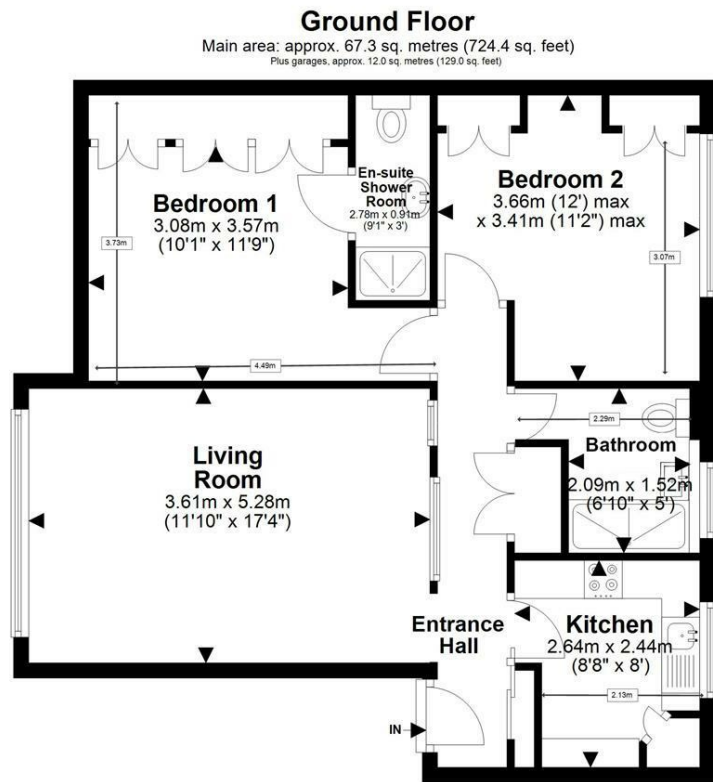 Ground Floor
Main area: approx. 67.3 sq. metres (724.4 sq. feet)
Plus garages, approx. 12.0 sq. metres (129.0 sq. feet)
Bedroom 1
3.08m x 3.57m
(10'1" x 11'9")
3.73m
4.49m
En-suite
Shower
Room
2.78m x 0.91m
(9'1" x 3')
Bedroom 2
3.66m (12') max
x 3.41m (11'2") max
3.07m
Living
Room
3.61m x 5.28m
(11'10" x 17'4")
2.29m
Bathroom
2.09m x 1.52m
(6'10" x 5')
Entrance
Hall
Kitchen
2.64m x 2.44m
(8'8" x 8')
2.13m
IN